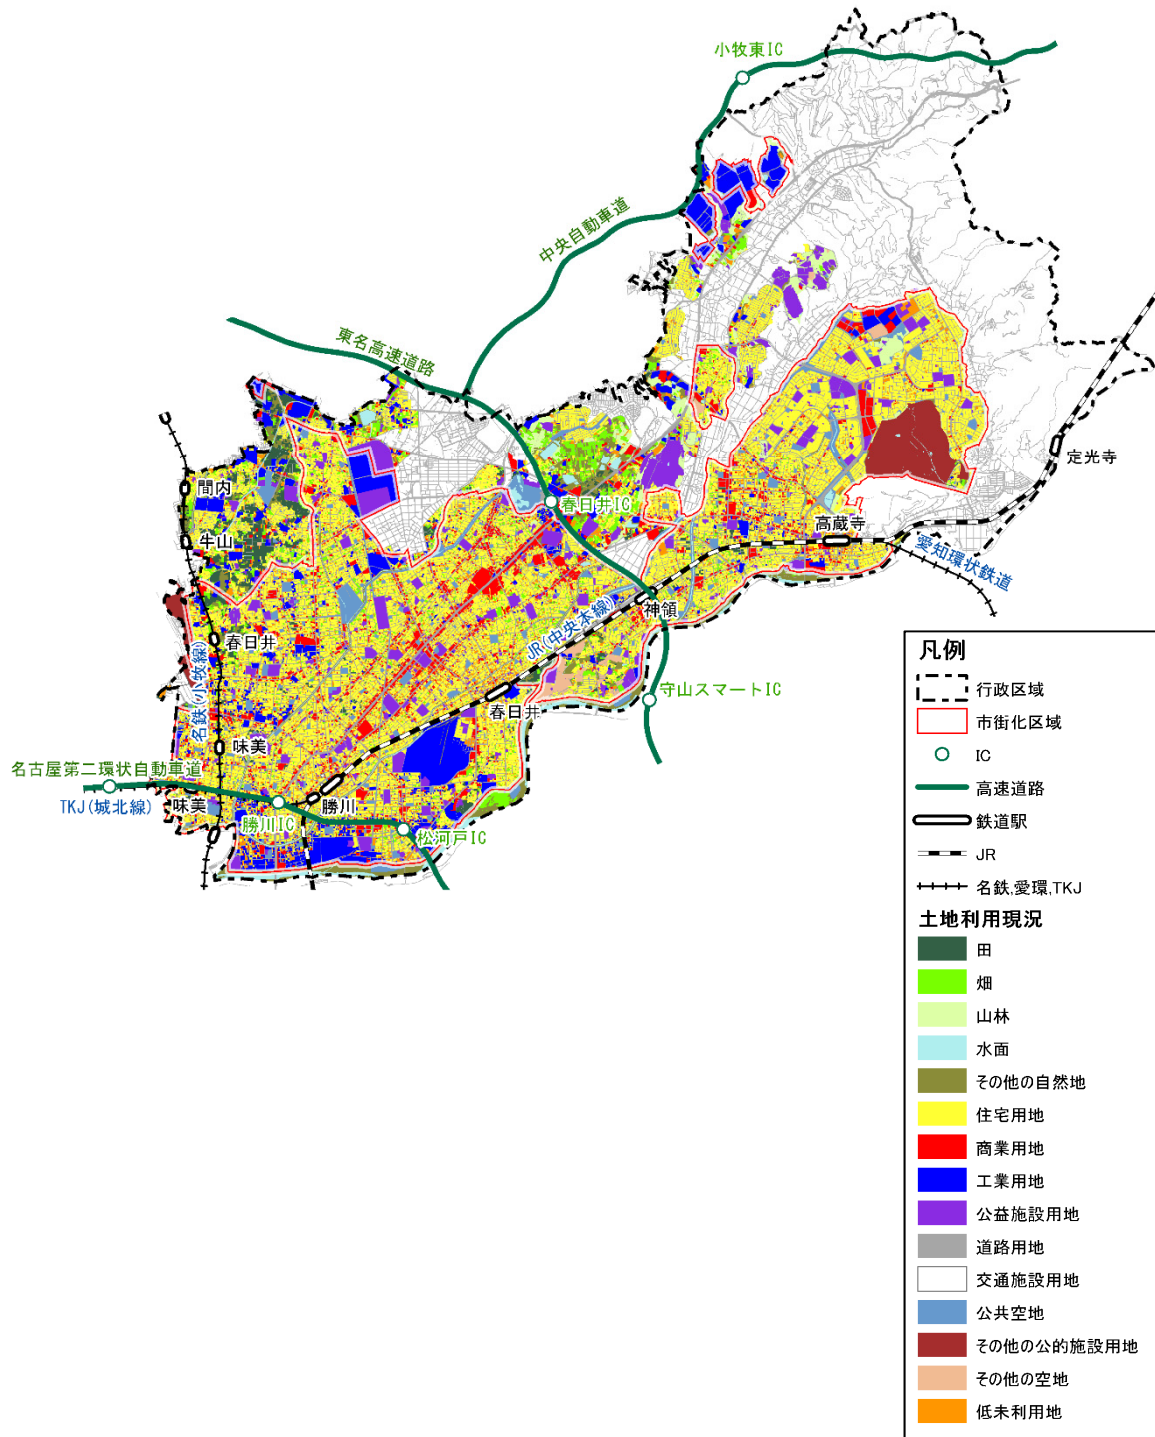 小牧東IC
中央自動車道
東名高速道路
定光寺
間内
春日井IC
牛山
高蔵寺
愛知環状鉄道
神領
JR(中央本線)
春日井
名鉄(小牧線)
守山スマートIC
春日井
味美
名古屋第二環状自動車道
味美
TKJ(城北線)
勝川
勝川IC
松河戸IC
凡例
行政区域
市街化区域
IC
高速道路
鉄道駅
JR
名鉄,愛環,TKJ
土地利用現況
田
畑
山林
水面
その他の自然地
住宅用地
商業用地
工業用地
公益施設用地
道路用地
交通施設用地
公共空地
その他の公的施設用地
その他の空地
低未利用地